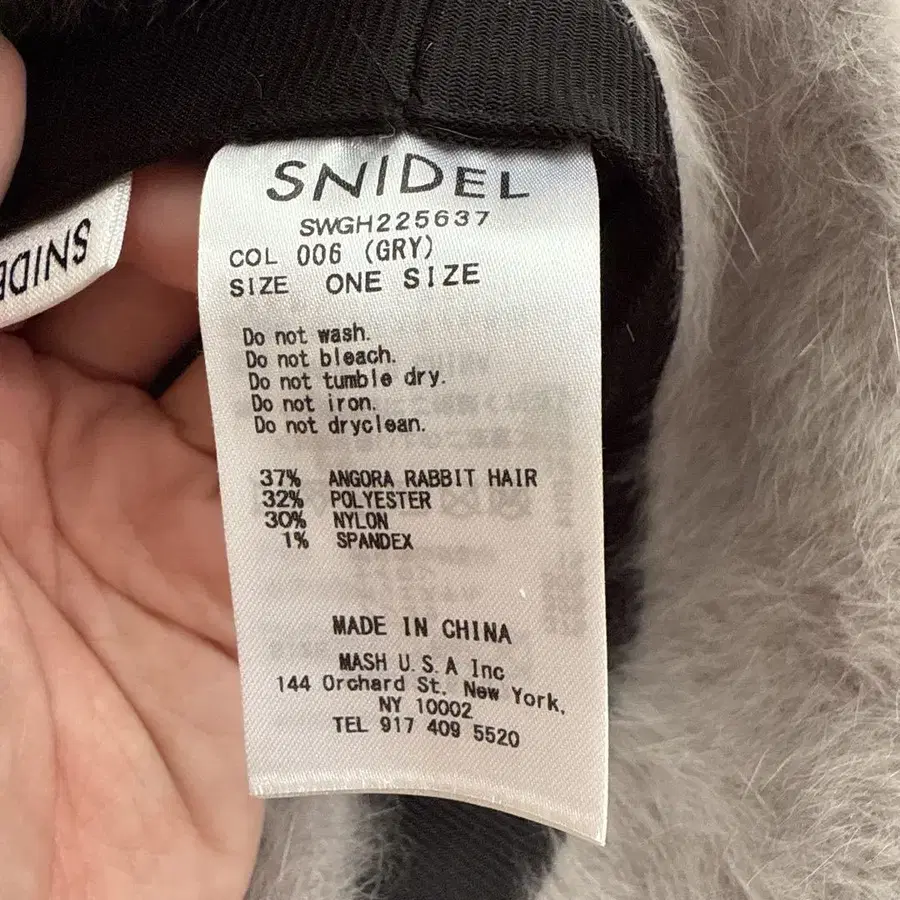 SNIDEL
SWGH225637
COL 006 (GRY)
SIZE ONE SIZE
Do not wash.
Do not bleach.
Do not tumble dry.
Do not iron.
Do not dryclean.
37% ANGORA RABBIT HAIR
32% POLYESTER
30% NYLON
1% SPANDEX
MADE IN CHINA
MASH U.S.A Inc
144 Orchard St. New York.
NY 10002
TEL 917 409 5520
SNIDE